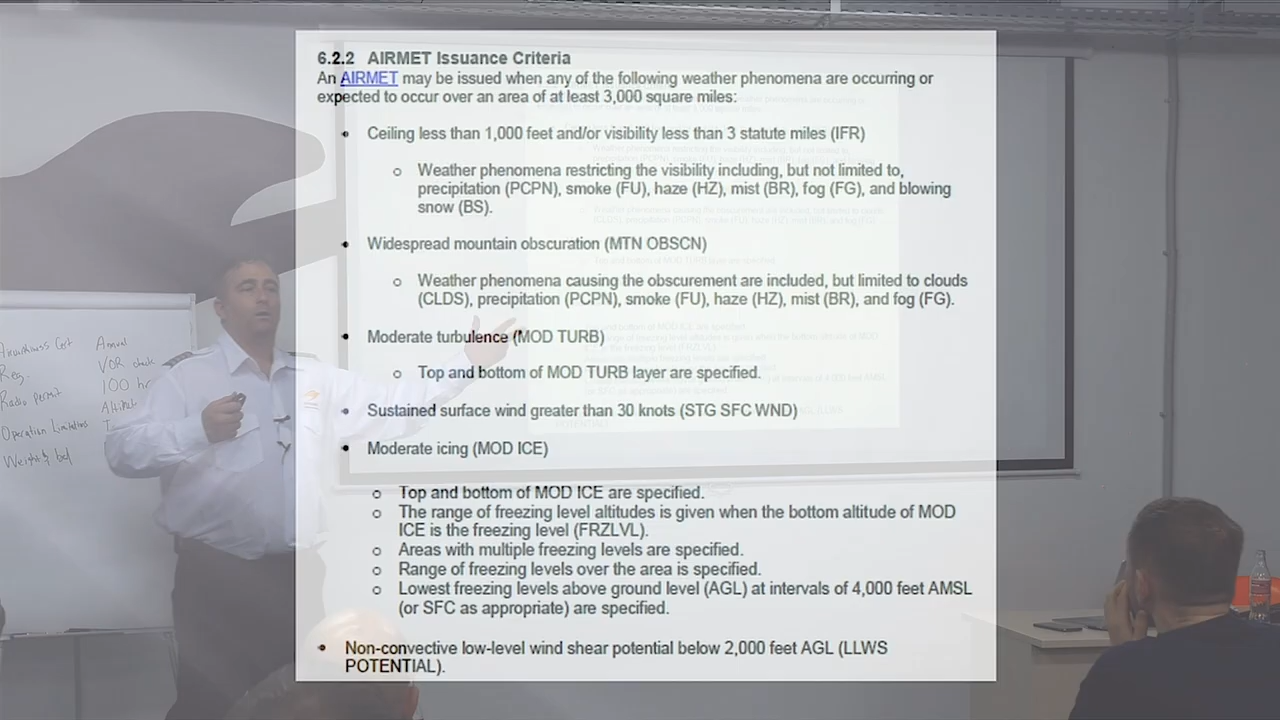 6.2.2 AIRMET Issuance Criteria
An AIRMET may be issued when any of the following weather phenomena are occurring or
expected to occur over an area of at least 3,000 square miles:
• Ceiling less than 1,000 feet and/or visibility less than 3 statute miles (IFR)
o Weather phenomena restricting the visibility including, but not limited to,
precipitation (PCPN), smoke (FU), haze (HZ), mist (BR), fog (FG), and blowing
snow (BS).
• Widespread mountain obscuration (MTN OBSCN)
o Weather phenomena causing the obscurement are included, but limited to clouds
(CLDS), precipitation (PCPN), smoke (FU), haze (HZ), mist (BR), and fog (FG).
• Moderate turbulence (MOD TURB)
o Top and bottom of MOD TURB layer are specified.
• Sustained surface wind greater than 30 knots (STG SFC WND)
• Moderate icing (MOD ICE)
o Top and bottom of MOD ICE are specified.
o The range of freezing level altitudes is given when the bottom altitude of MOD
ICE is the freezing level (FRZLVL).
o Areas with multiple freezing levels are specified.
o Range of freezing levels over the area is specified.
o Lowest freezing levels above ground level (AGL) at intervals of 4,000 feet AMSL
(or SFC as appropriate) are specified.
• Non-convective low-level wind shear potential below 2,000 feet AGL (LLWS
POTENTIAL).
Airworthiness Cert
Reg.
Radio permit
Operation Limitations
Weight & bal
Annual
VOR check
100 hr